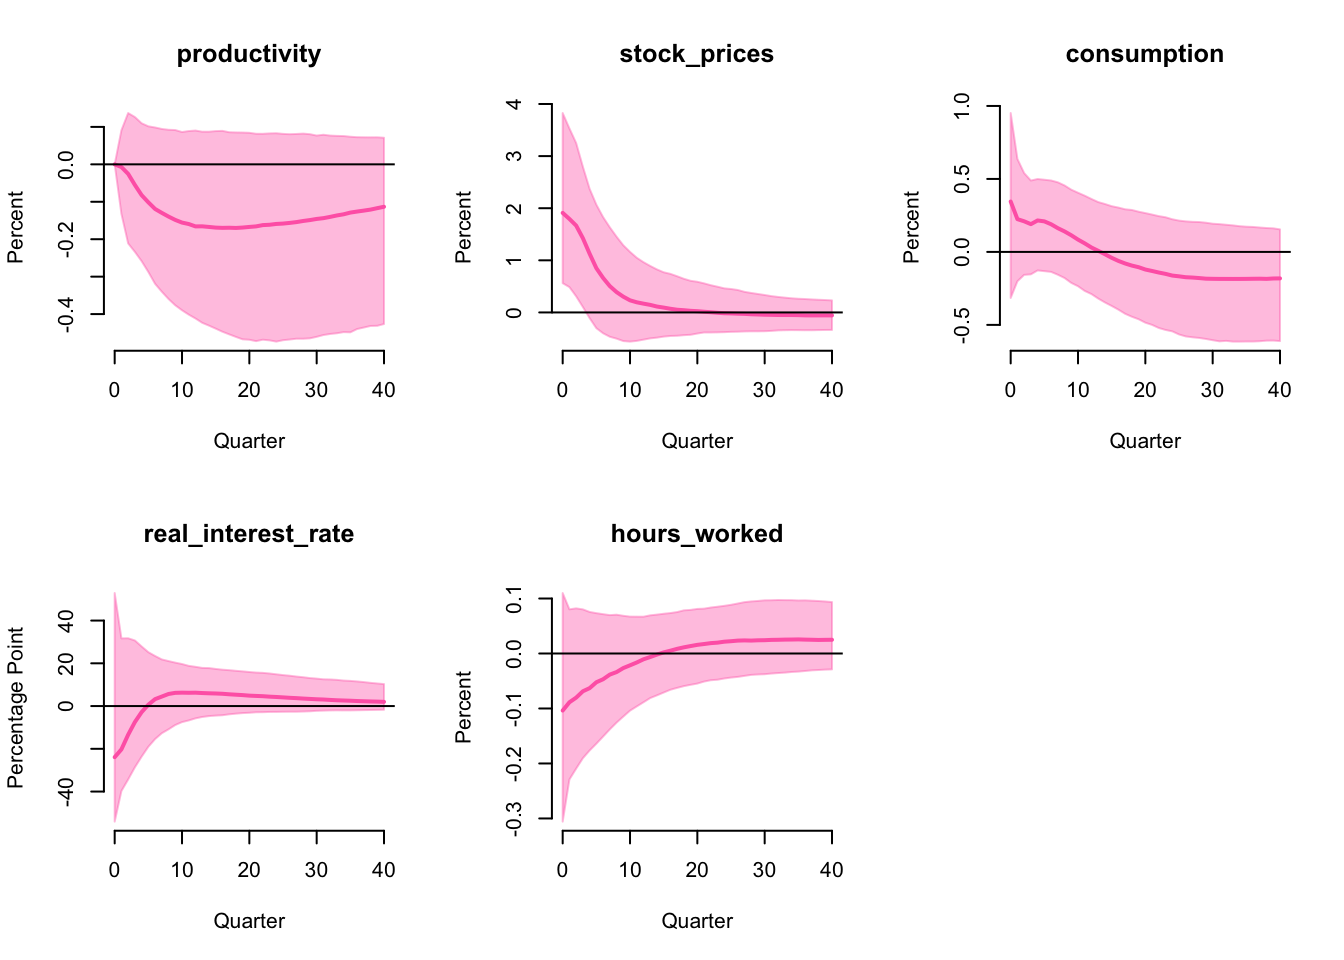 productivity
Percent
0.0
-0.2
-0.4
0 10 20 30 40
Quarter
stock_prices
Percent
4
3
2
1
0
0 10 20 30 40
Quarter
consumption
Percent
1.0
0.5
0.0
-0.5
0 10 20 30 40
Quarter
real_interest_rate
Percentage Point
40
20
0
-40
0 10 20 30 40
Quarter
hours_worked
Percent
0.1
0.0
-0.1
-0.2
-0.3
0 10 20 30 40
Quarter